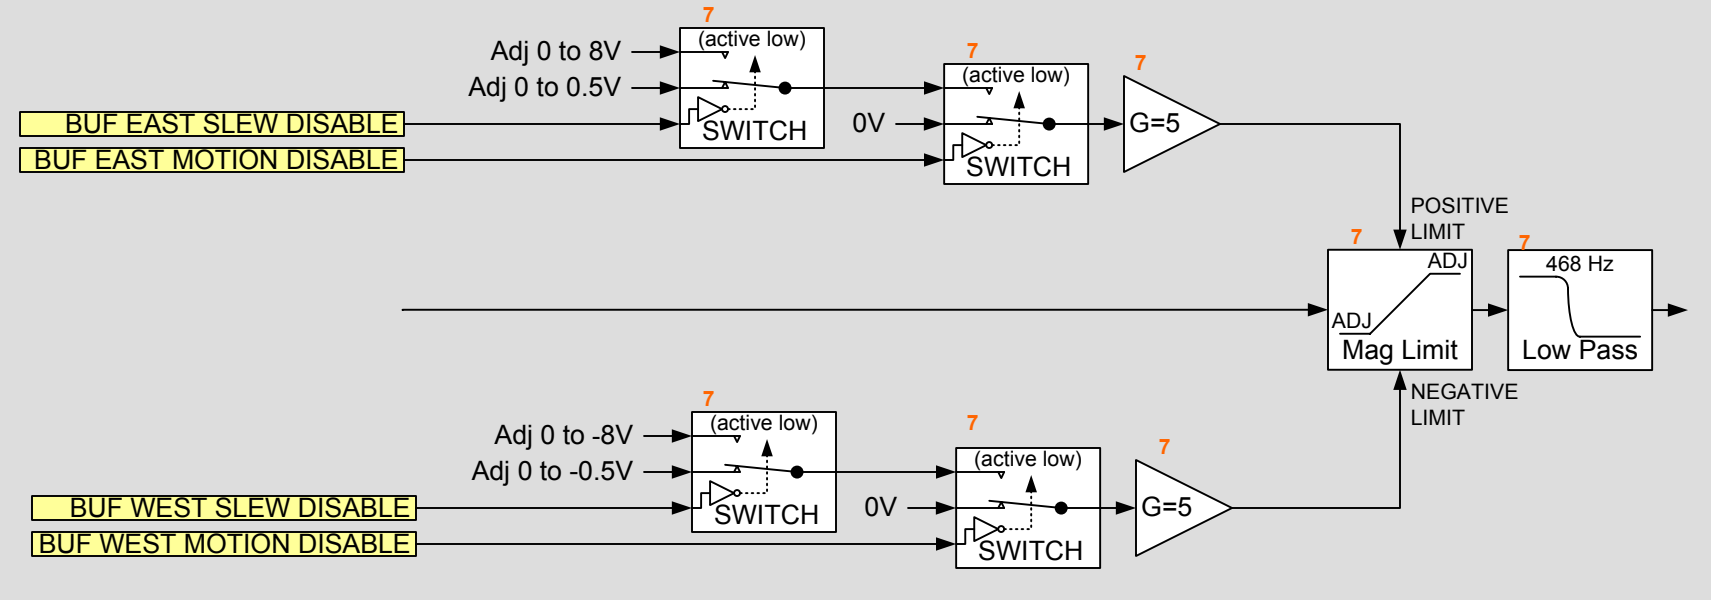 7
(active low)
Adj 0 to 8V
Adj 0 to 0.5V
SWITCH
BUF EAST SLEW DISABLE
BUF EAST MOTION DISABLE
7
(active low)
0V
SWITCH
7
G=5
POSITIVE
LIMIT
7
ADJ
ADJ
Mag Limit
7
468 Hz
Low Pass
NEGATIVE
LIMIT
7
(active low)
Adj 0 to -8V
Adj 0 to -0.5V
SWITCH
BUF WEST SLEW DISABLE
BUF WEST MOTION DISABLE
7
(active low)
0V
SWITCH
7
G=5